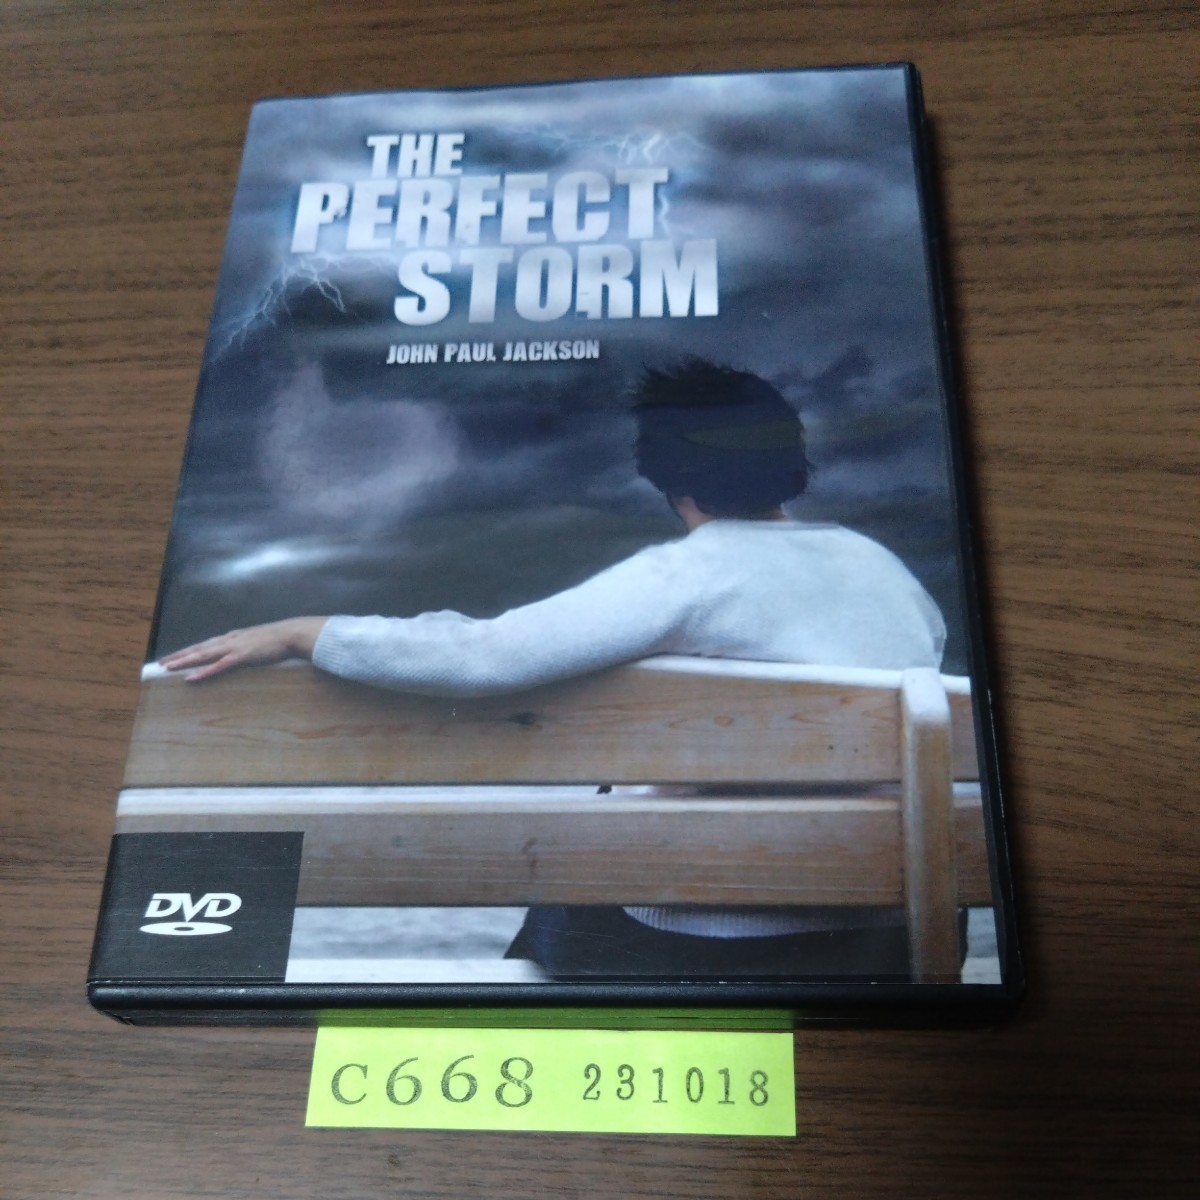 THE
PERFECT
STORM
JOHN PAUL JACKSON
DVD
C668 231018